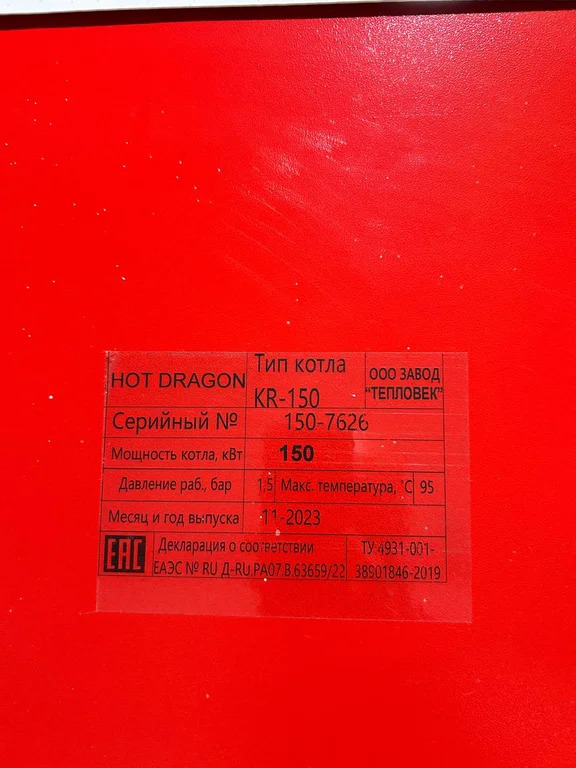 HOT DRAGON
Тип котла
KR-150
ООО ЗАВОД
"ТЕПЛОВЕК"
Серийный № 150-7626
Мощность котла, кВт 150
Давление раб., бар 1,5 Макс. температура, °С 95
Месяц и год выпуска 11-2023
EAC
Декларация о соответствии
ЕАЭС № RU Д-RU.РА07.В.63659/22
ТУ 4931-001-
38901846-2019